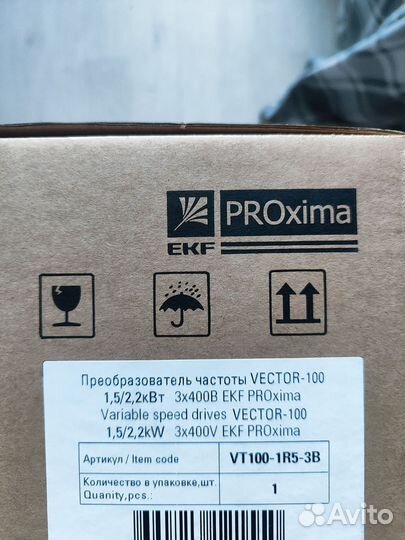 PROxima
EKF
Преобразователь частоты VECTOR-100
1,5/2,2кВт 3x400В EKF PROxima
Variable speed drives VECTOR-100
1,5/2,2kW 3x400V EKF PROxima
Артикул / Item code VT100-1R5-3B
Количество в упаковке,шт. 1
Quanity,pcs.:
Avito